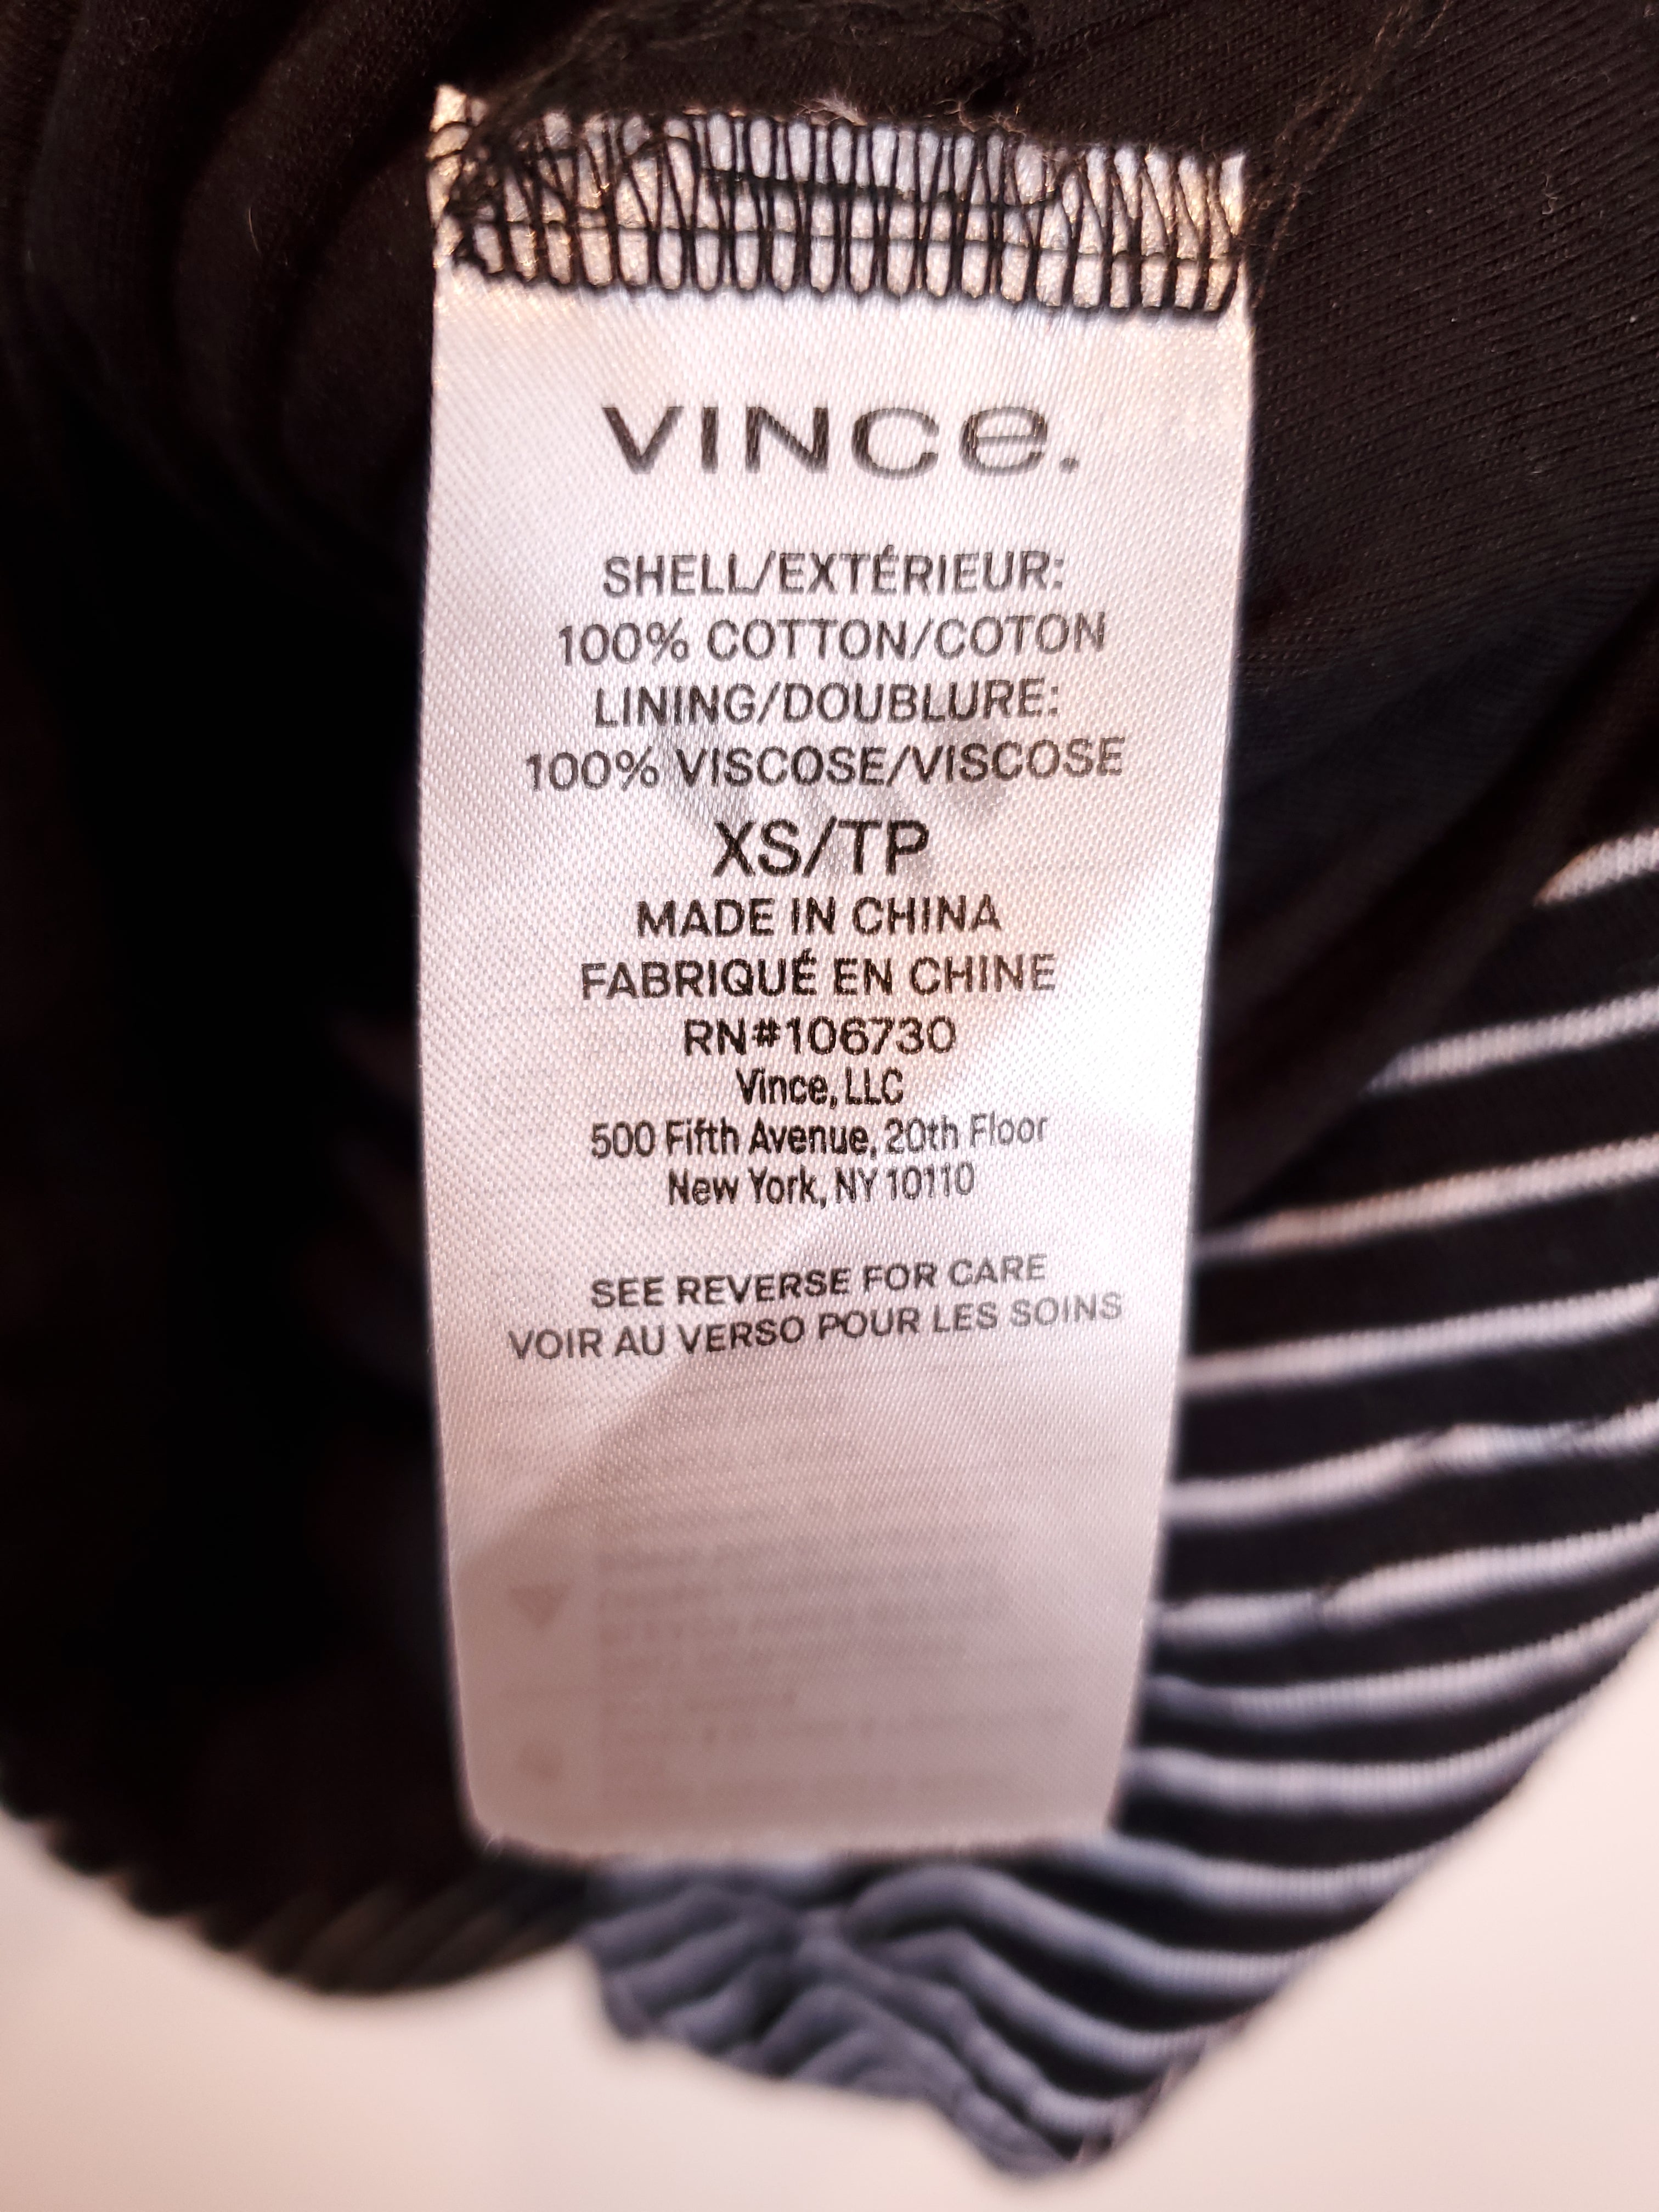 VINCe.
SHELL/EXTÉRIEUR:
100% COTTON/COTON
LINING/DOUBLURE:
100% VISCOSE/VISCOSE
XS/TP
MADE IN CHINA
FABRIQUÉ EN CHINE
RN#106730
Vince, LLC
500 Fifth Avenue, 20th Floor
New York, NY 10110
SEE REVERSE FOR CARE
VOIR AU VERSO POUR LES SOINS